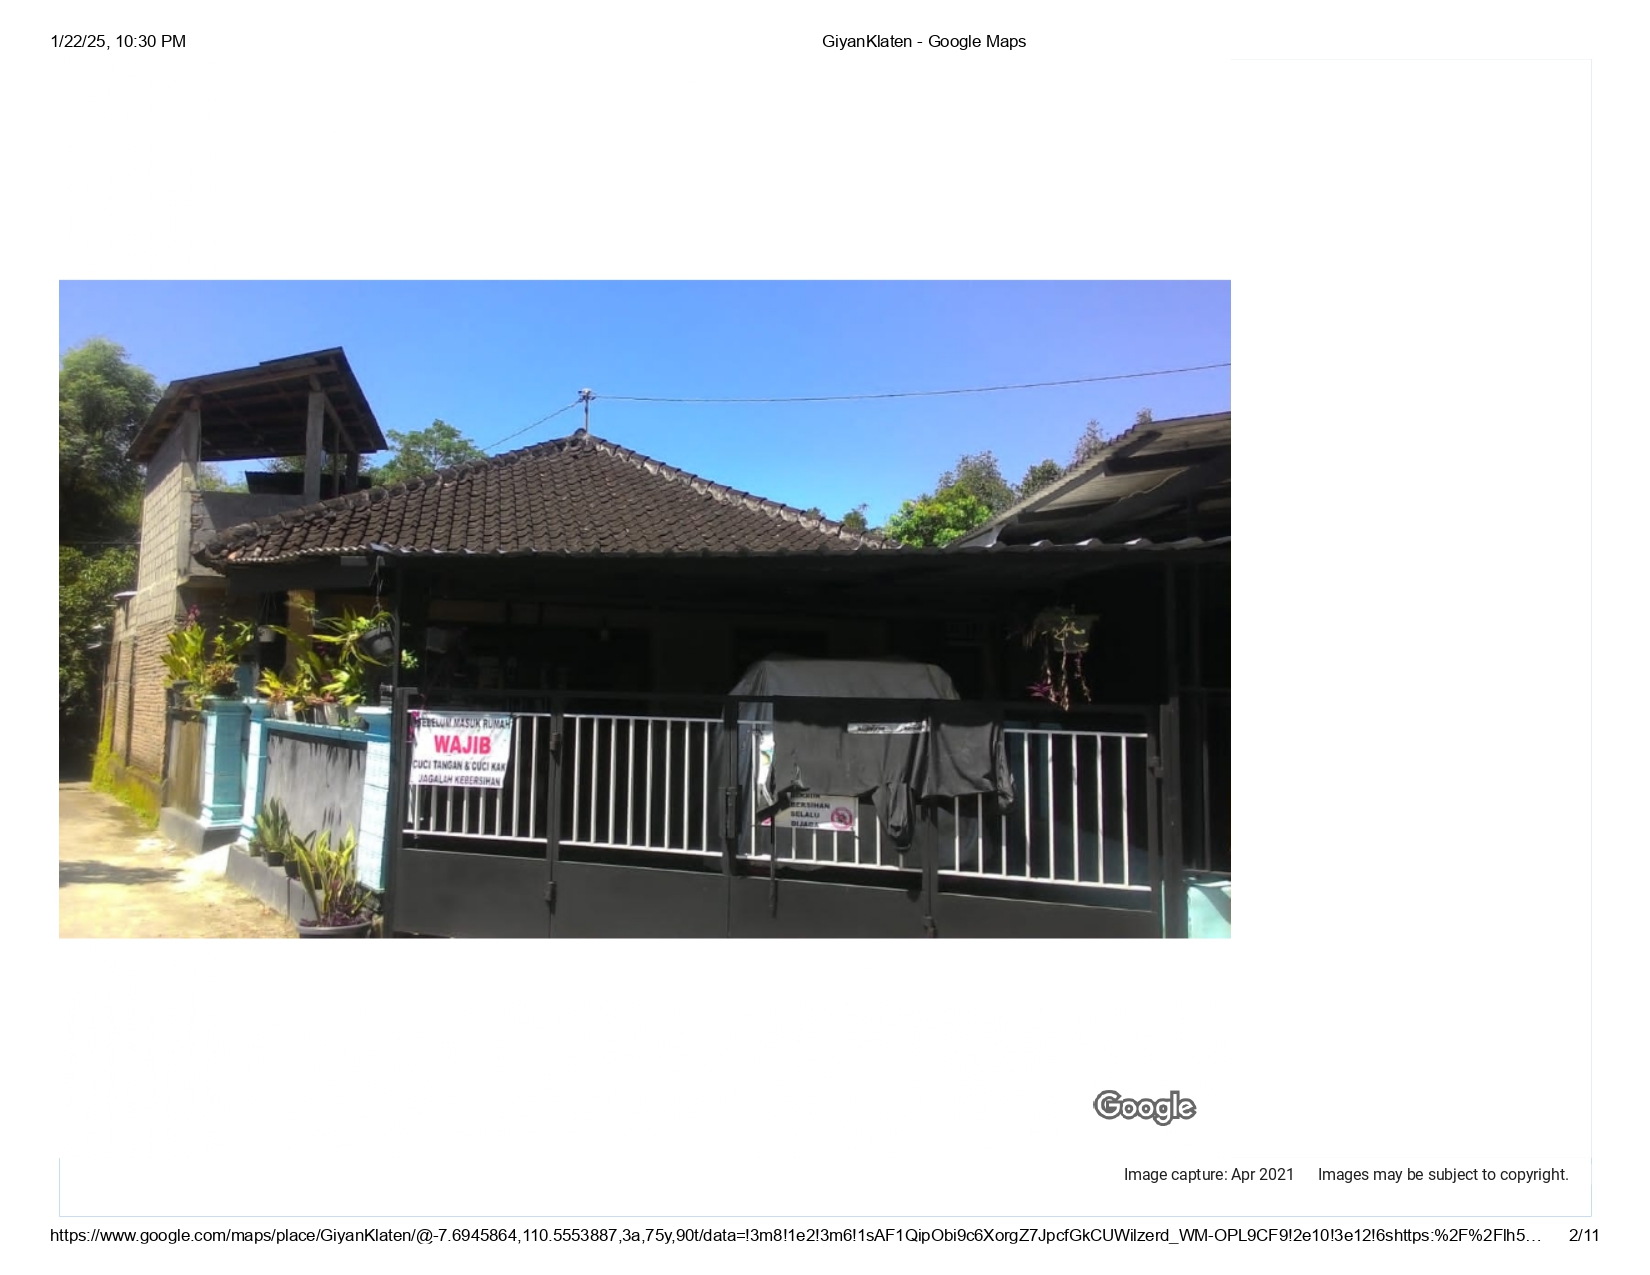 1/22/25, 10:30 PM
GiyanKlaten - Google Maps
SEBELUM MASUK RUMAH
WAJIB
CUCI TANGAN & CUCI KAK
JAGALAH KEBERSIHAN
BERSIHAN
SELALU
DIJAGA
Google
Image capture: Apr 2021
Images may be subject to copyright.
https://www.google.com/maps/place/GiyanKlaten/@-7.6945864,110.5553887,3a,75y,90t/data=!3m8!1e2!3m6!1sAF1QipObi9c6XorgZ7JpcfGkCUWilzerd_WM-OPL9CF9!2e10!3e12!6shttps:%2F%2Flh5…
2/11